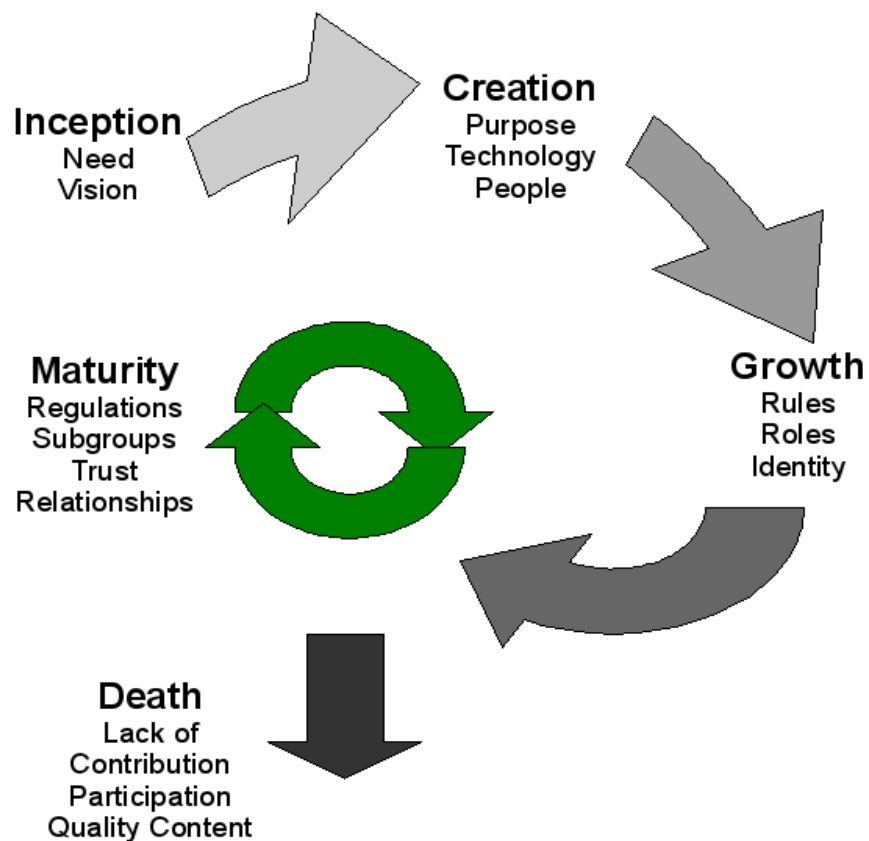 Inception
Need
Vision
Creation
Purpose
Technology
People
Growth
Rules
Roles
Identity
Maturity
Regulations
Subgroups
Trust
Relationships
Death
Lack of
Contribution
Participation
Quality Content